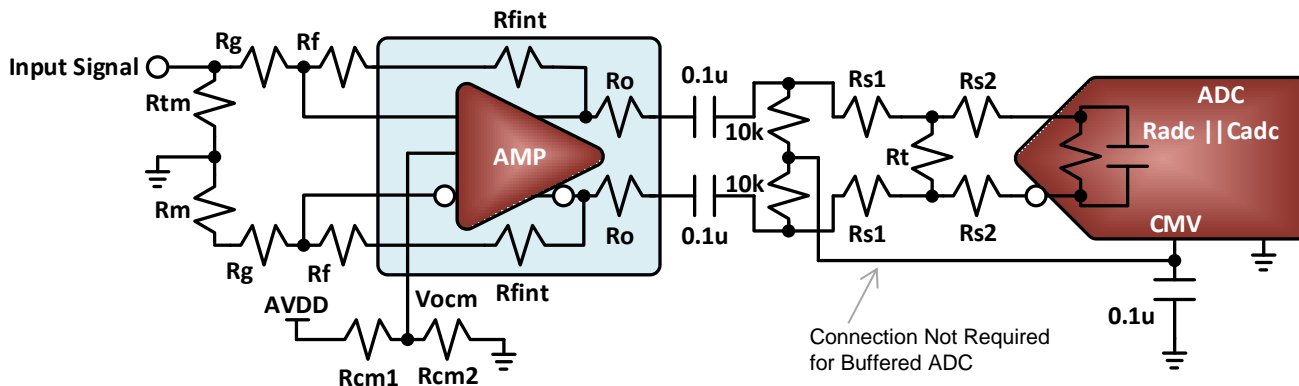 Rfint
Rg
Rf
Input Signal
Rtm
Ro
0.1u
Rs1
Rs2
ADC
Radc ||Cadc
10k
AMP
Rt
Rm
10k
Ro
0.1u
Rs1
Rs2
CMV
Rg
Rf
Rfint
AVDD
Vocm
0.1u
Rcm1
Rcm2
Connection Not Required
for Buffered ADC